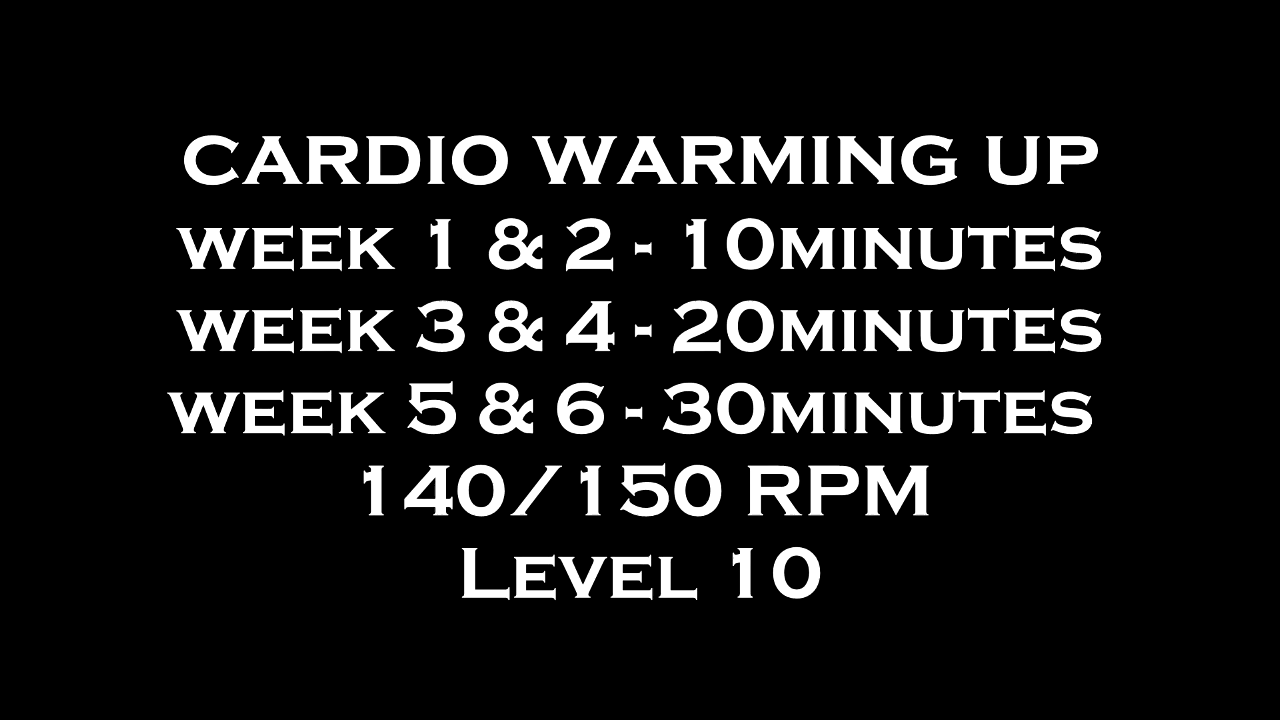 CARDIO WARMING UP
WEEK 1 & 2 - 10MINUTES
WEEK 3 & 4 - 20MINUTES
WEEK 5 & 6 - 30MINUTES
140/150 RPM
LEVEL 10